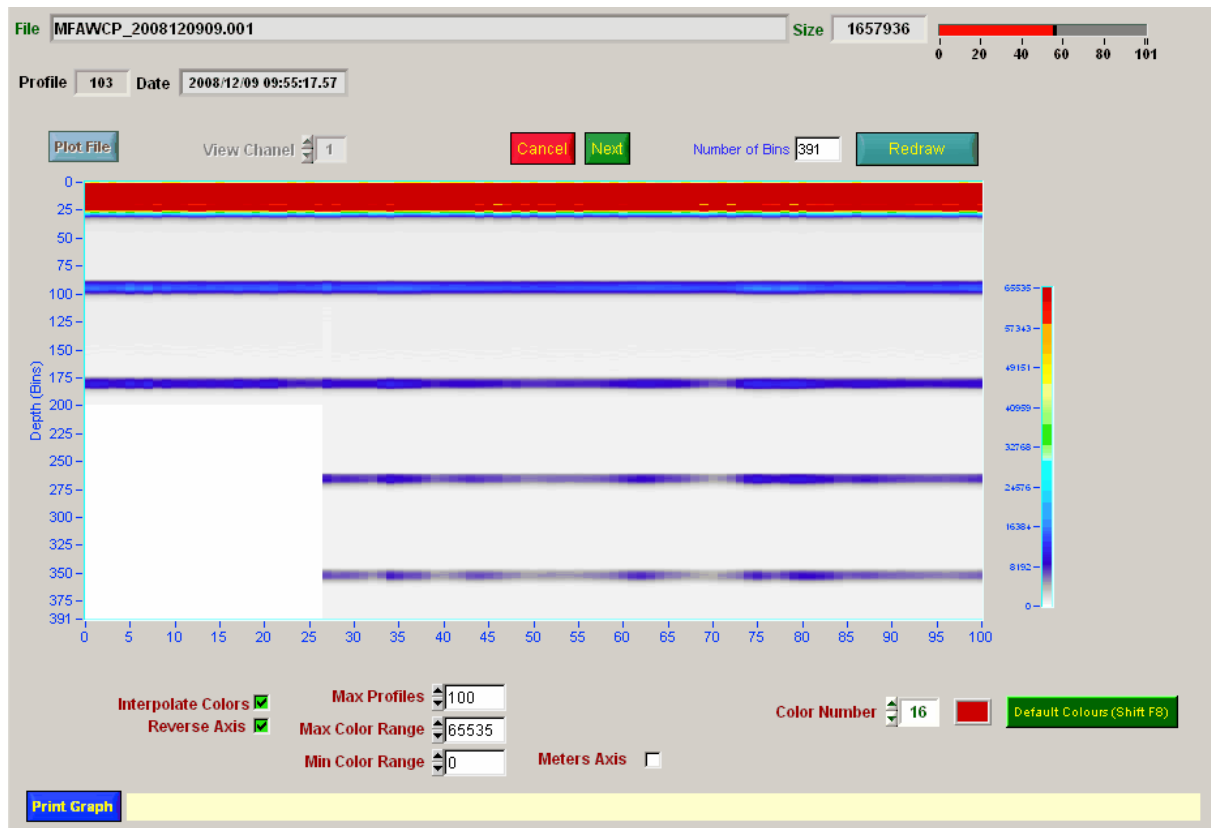 File MFAWCP_2008120909.001 Size 1657936
0 20 40 60 80 101
Profile 103 Date 2008/12/09 09:55:17.57
Plot File View Chanel 1 Cancel Next Number of Bins 391 Redraw
0
25
50
75
100
125
150
175
200
225
250
275
300
325
350
375
391
Depth (Bins)
0 5 10 15 20 25 30 35 40 45 50 55 60 65 70 75 80 85 90 95 100
65535
57343
49151
40959
32768
24576
16384
8192
0
Interpolate Colors
Reverse Axis
Max Profiles 100
Max Color Range 65535
Min Color Range 0
Meters Axis
Color Number 16 Default Colours (Shift F8)
Print Graph